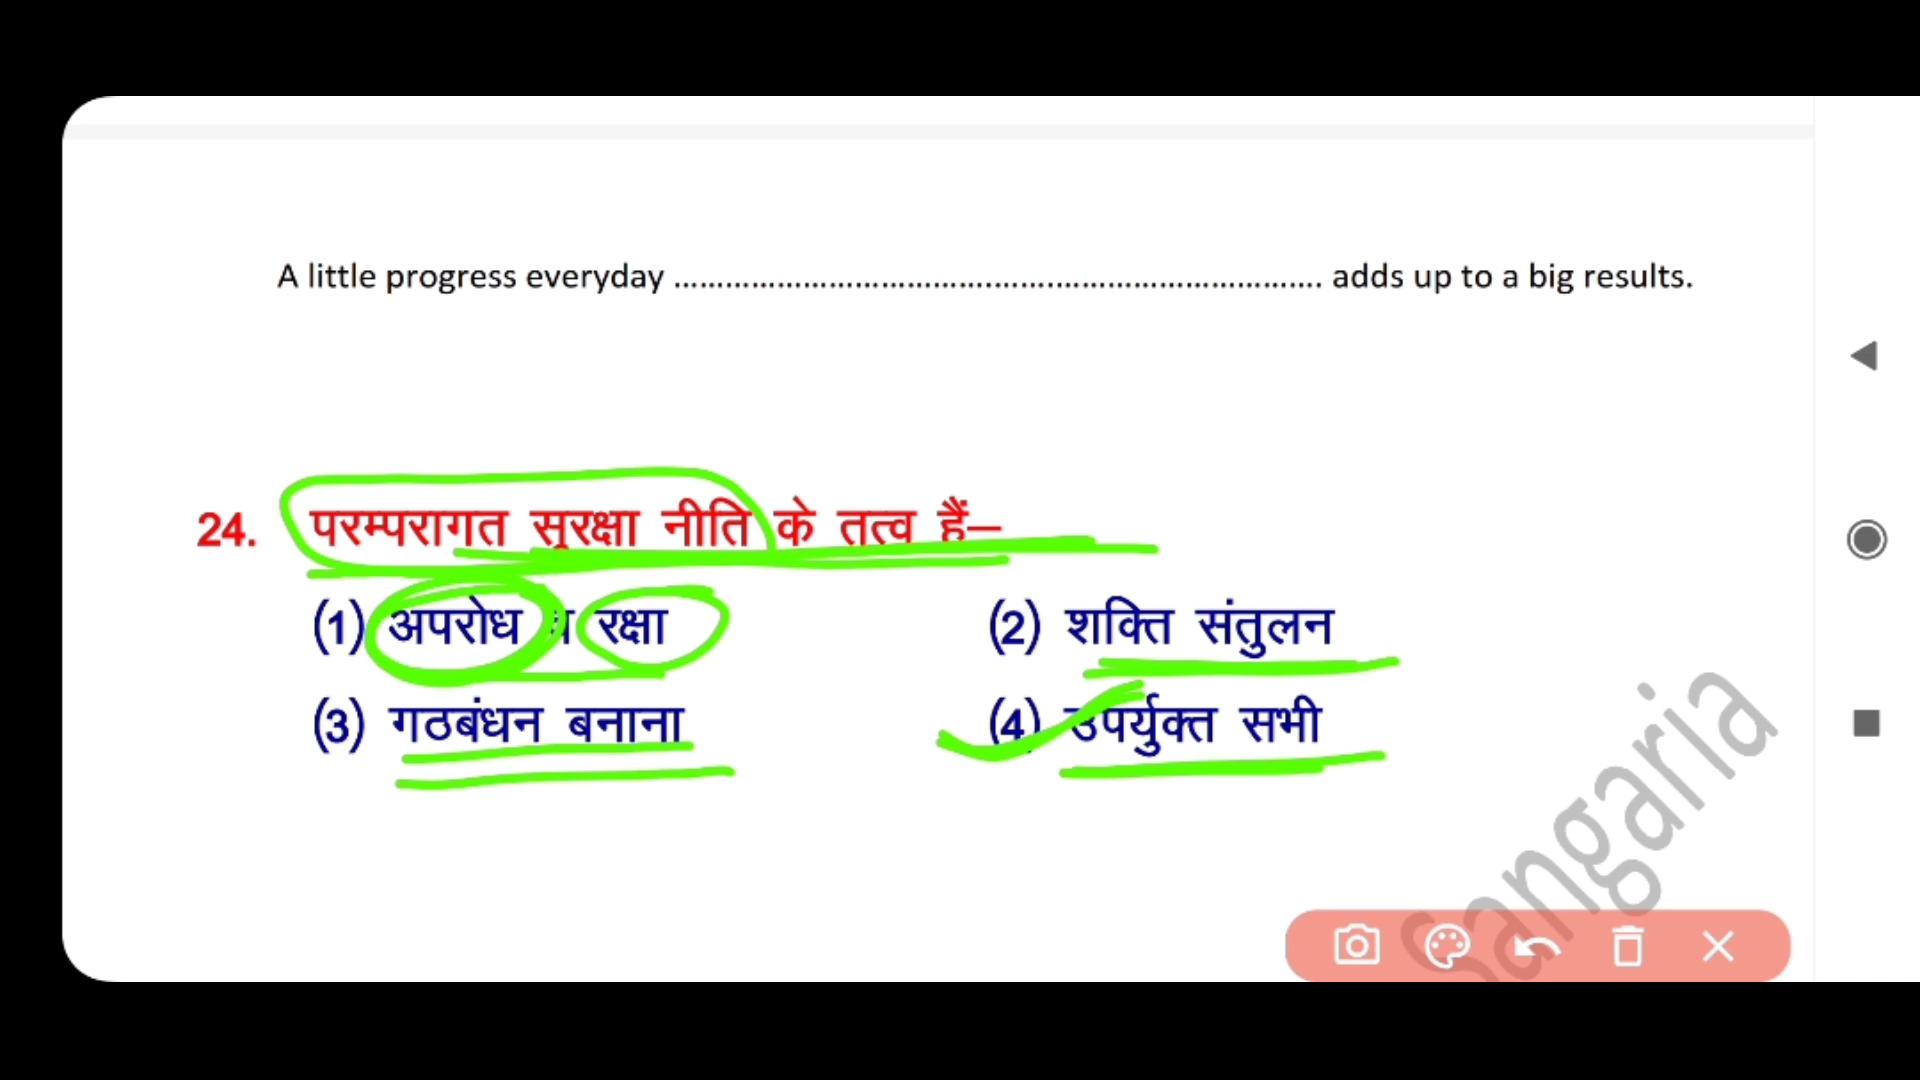 A little progress everyday ........................................................................... adds up to a big results.
24. परम्परागत सुरक्षा नीति के तत्व हैं–
(1) अपरोध व रक्षा (2) शक्ति संतुलन
(3) गठबंधन बनाना (4) उपर्युक्त सभी
Sangaria